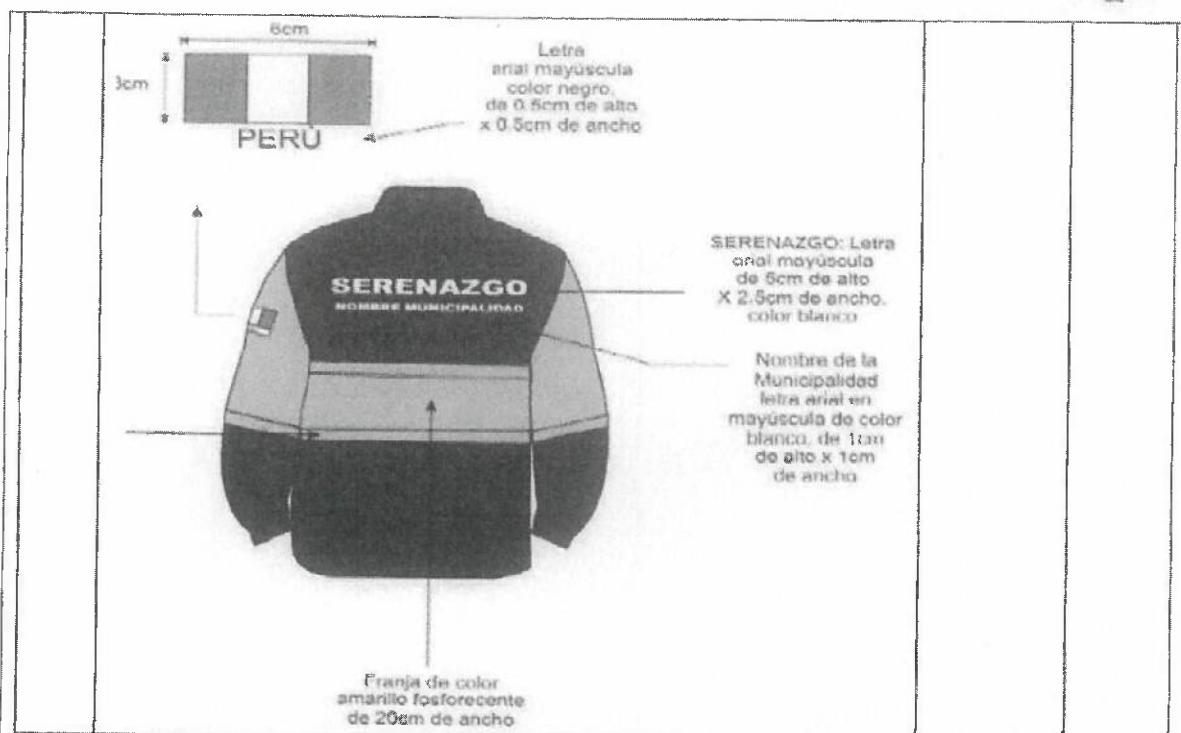 6cm
3cm
PERÙ
Letra
arial mayúscula
color negro,
de 0.5cm de alto
x 0.5cm de ancho
SERENAZGO
NOMBRE MUNICIPALIDAD
SERENAZGO: Letra
arial mayúscula
de 5cm de alto
X 2.5cm de ancho,
color blanco
Nombre de la
Municipalidad
letra arial en
mayúscula de color
blanco, de 1cm
de alto x 1cm
de ancho
Franja de color
amarillo fosforecente
de 20cm de ancho